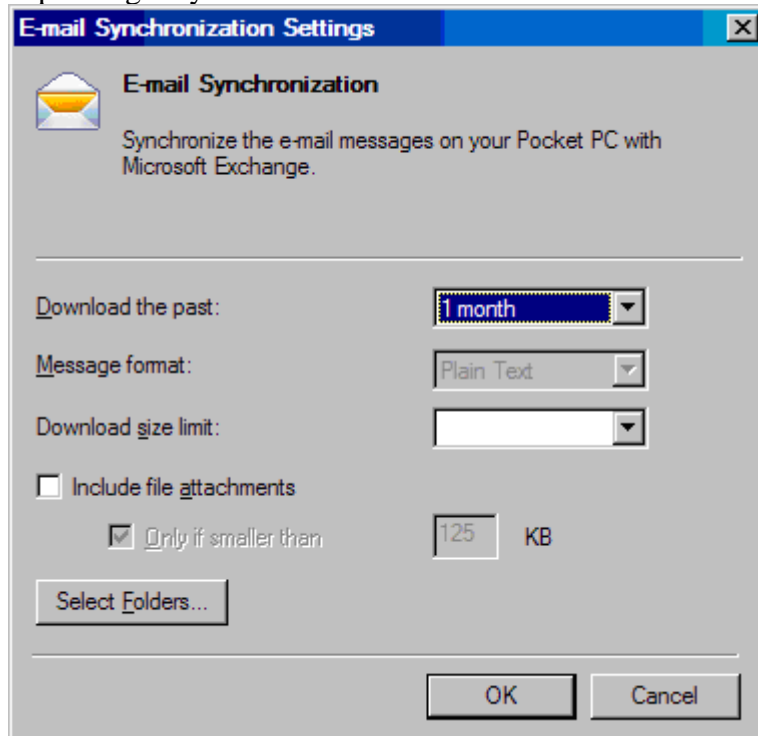 E-mail Synchronization Settings
E-mail Synchronization
Synchronize the e-mail messages on your Pocket PC with
Microsoft Exchange.
Download the past: 1 month
Message format: Plain Text
Download size limit:
Include file attachments
Only if smaller than 125 KB
Select Folders...
OK Cancel